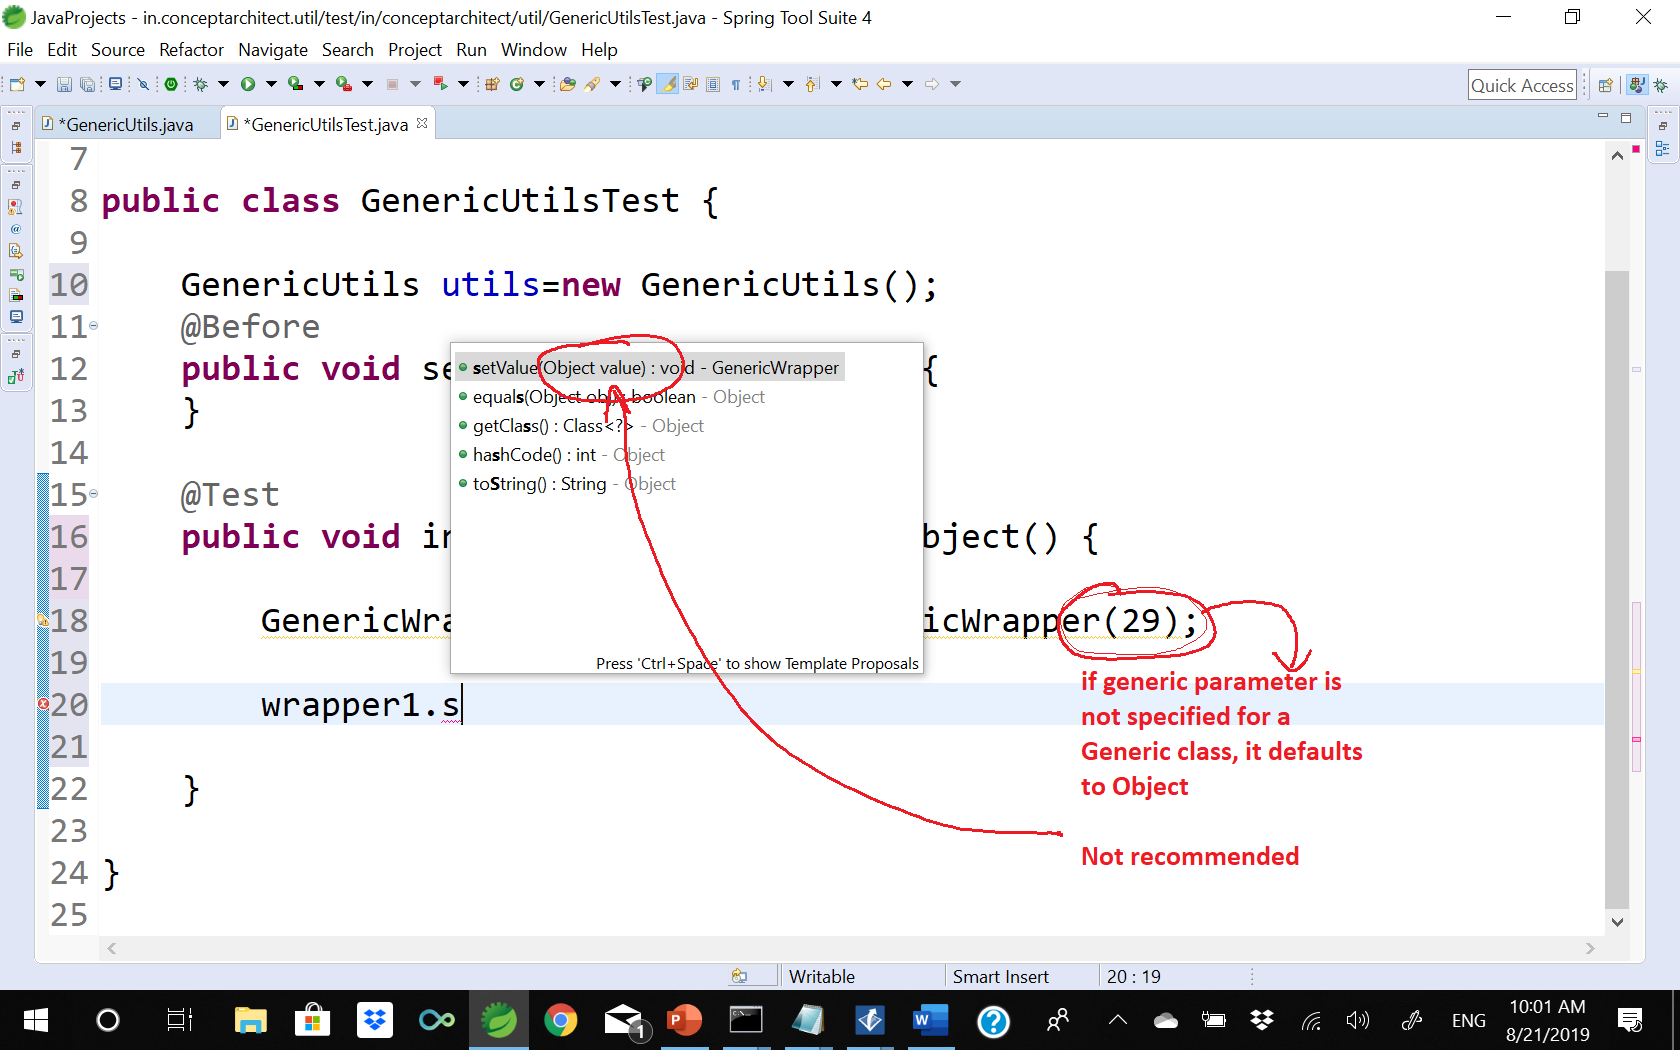 JavaProjects - in.conceptarchitect.util/test/in/conceptarchitect/util/GenericUtilsTest.java - Spring Tool Suite 4
File Edit Source Refactor Navigate Search Project Run Window Help
Quick Access
*GenericUtils.java
*GenericUtilsTest.java
7
8 public class GenericUtilsTest {
9
10 GenericUtils utils=new GenericUtils();
11 @Before
12 public void se {
13 }
14
15 @Test
16 public void in bject() {
17
18 GenericWra icWrapper(29);
19
20 wrapper1.s
21
22 }
23
24 }
25
setValue(Object value) : void - GenericWrapper
equals(Object obj) : boolean - Object
getClass() : Class<?> - Object
hashCode() : int - Object
toString() : String - Object
Press 'Ctrl+Space' to show Template Proposals
if generic parameter is
not specified for a
Generic class, it defaults
to Object
Not recommended
Writable Smart Insert 20 : 19
1
ENG
10:01 AM
8/21/2019